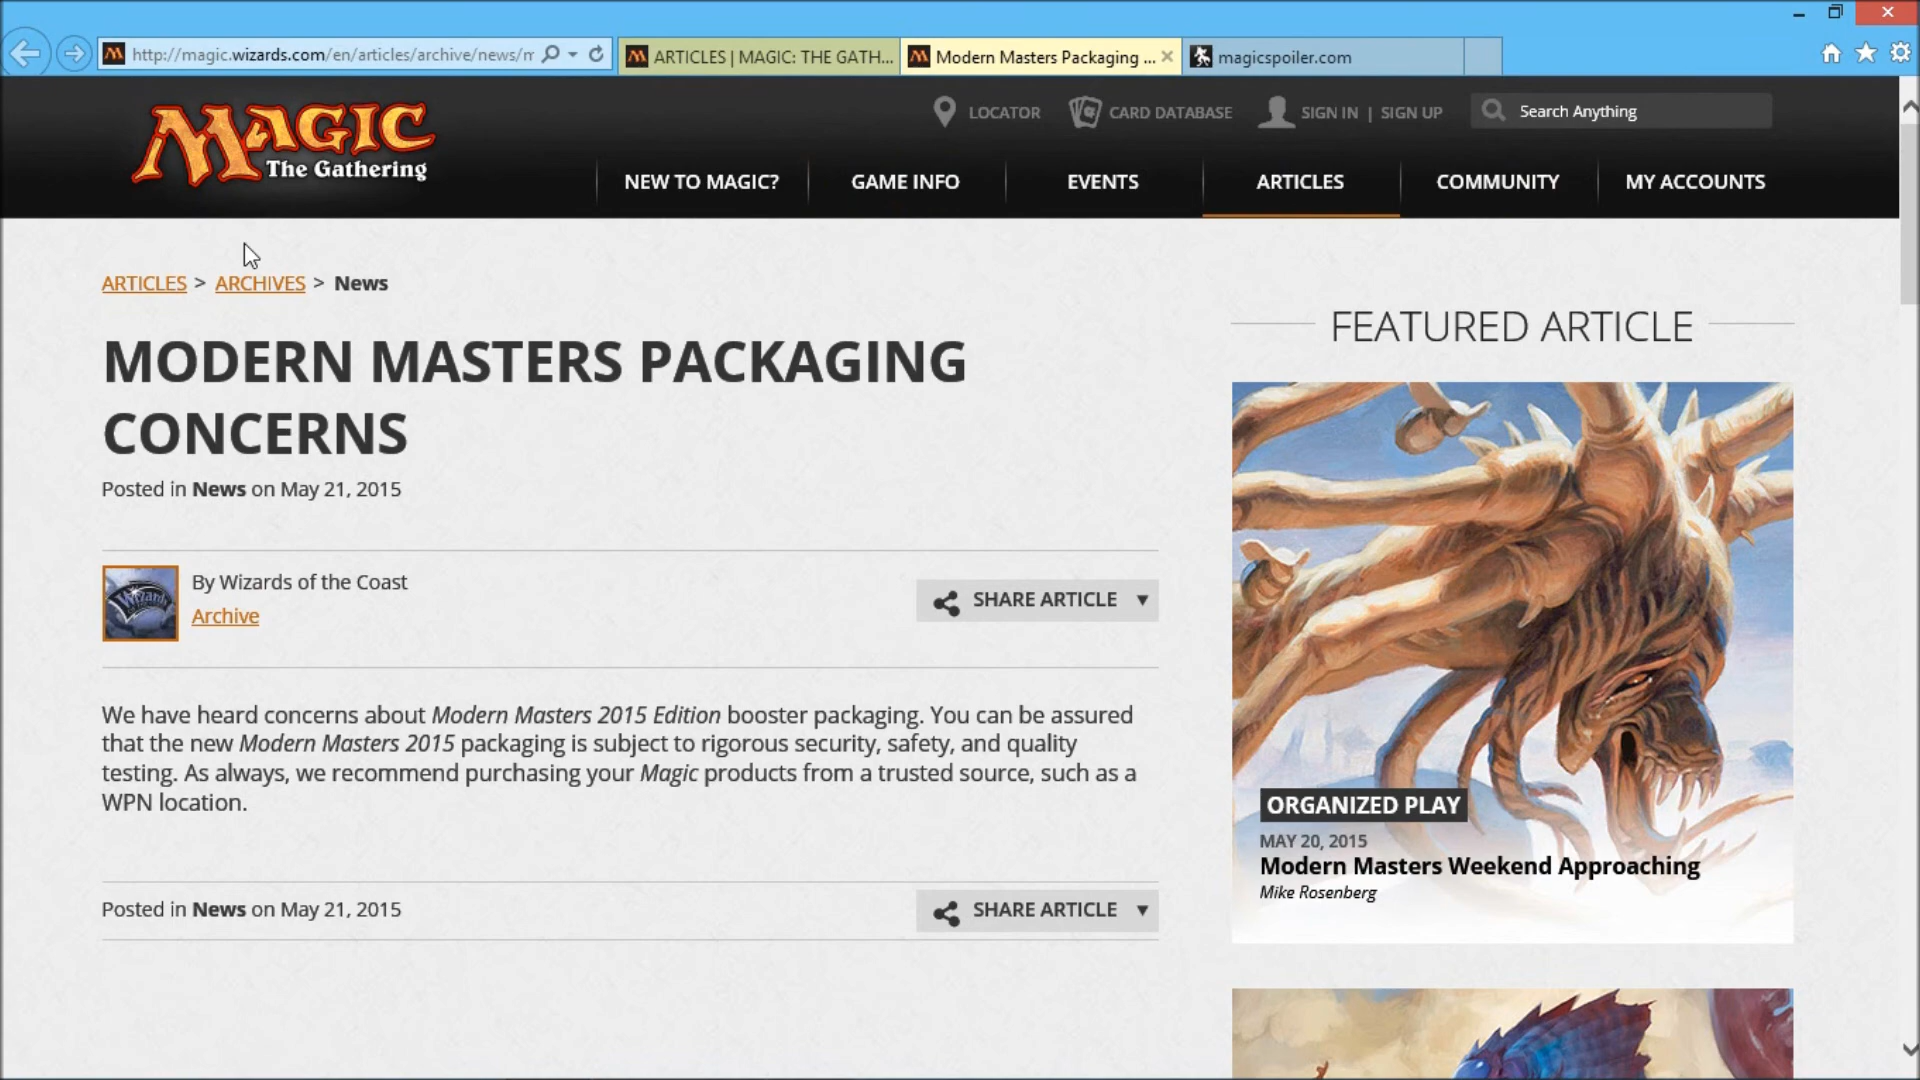 http://magic.wizards.com/en/articles/archive/news/m
ARTICLES | MAGIC: THE GATH...
Modern Masters Packaging ...
magicspoiler.com
MAGIC
The Gathering
LOCATOR
CARD DATABASE
SIGN IN | SIGN UP
Search Anything
NEW TO MAGIC?
GAME INFO
EVENTS
ARTICLES
COMMUNITY
MY ACCOUNTS
ARTICLES > ARCHIVES > News
MODERN MASTERS PACKAGING
CONCERNS
Posted in News on May 21, 2015
Wizards
By Wizards of the Coast
Archive
SHARE ARTICLE
We have heard concerns about Modern Masters 2015 Edition booster packaging. You can be assured
that the new Modern Masters 2015 packaging is subject to rigorous security, safety, and quality
testing. As always, we recommend purchasing your Magic products from a trusted source, such as a
WPN location.
Posted in News on May 21, 2015
SHARE ARTICLE
FEATURED ARTICLE
ORGANIZED PLAY
MAY 20, 2015
Modern Masters Weekend Approaching
Mike Rosenberg